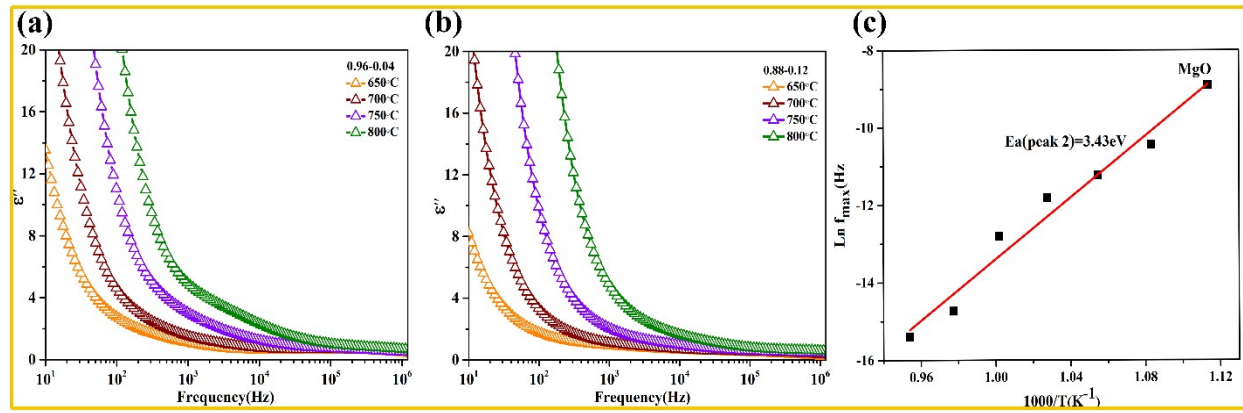 (a)
20
16
12
8
4
0
ε″
0.96-0.04
650°C
700°C
750°C
800°C
10¹ 10² 10³ 10⁴ 10⁵ 10⁶
Frequency(Hz)
(b)
20
16
12
8
4
0
ε″
0.88-0.12
650°C
700°C
750°C
800°C
10¹ 10² 10³ 10⁴ 10⁵ 10⁶
Frequency(Hz)
(c)
-8
-10
-12
-14
-16
Ln f_max(Hz
MgO
Ea(peak 2)=3.43eV
0.96 1.00 1.04 1.08 1.12
1000/T(K⁻¹)